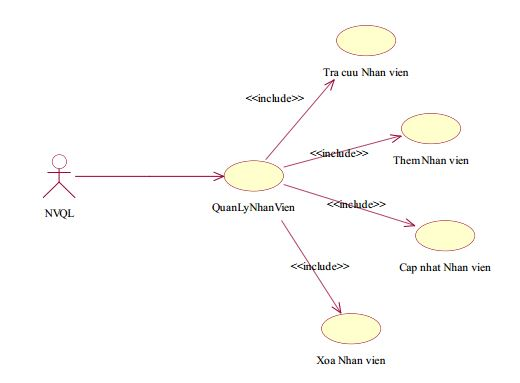 Tra cuu Nhan vien
<<include>>
ThemNhan vien
<<include>>
NVQL
QuanLyNhanVien
<<include>>
Cap nhat Nhan vien
<<include>>
Xoa Nhan vien